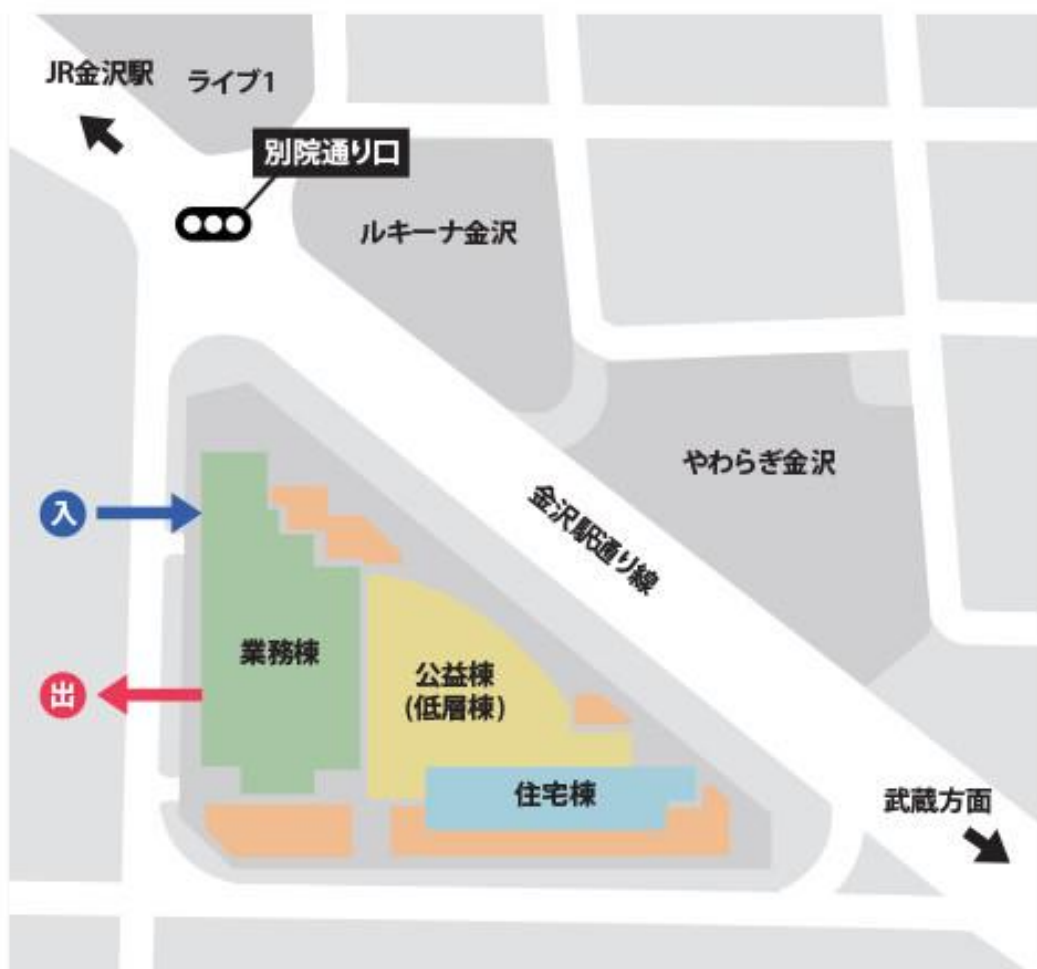 JR金沢駅
ライブ1
別院通り口
ルキーナ金沢
やわらぎ金沢
金沢駅通り線
入
業務棟
公益棟
(低層棟)
出
住宅棟
武蔵方面